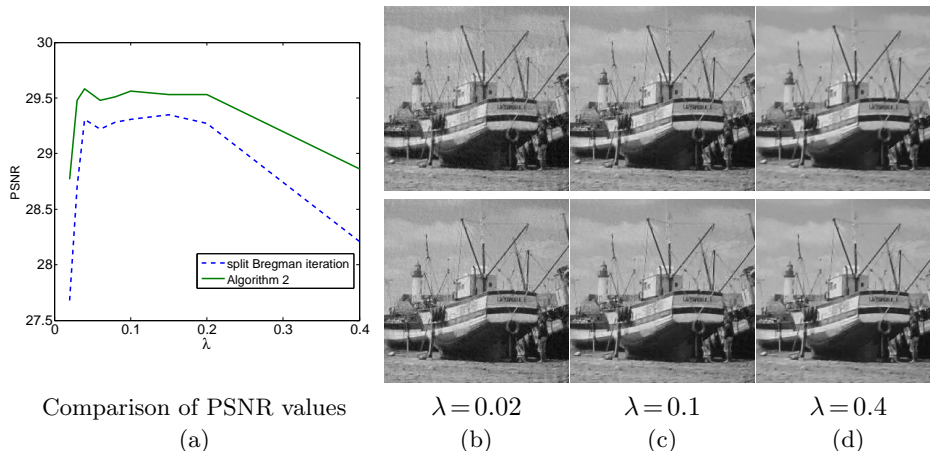 30
29.5
29
28.5
28
27.5
PSNR
0 0.1 0.2 0.3 0.4
λ
split Bregman iteration
Algorithm 2
Comparison of PSNR values
(a)
λ=0.02
(b)
λ=0.1
(c)
λ=0.4
(d)